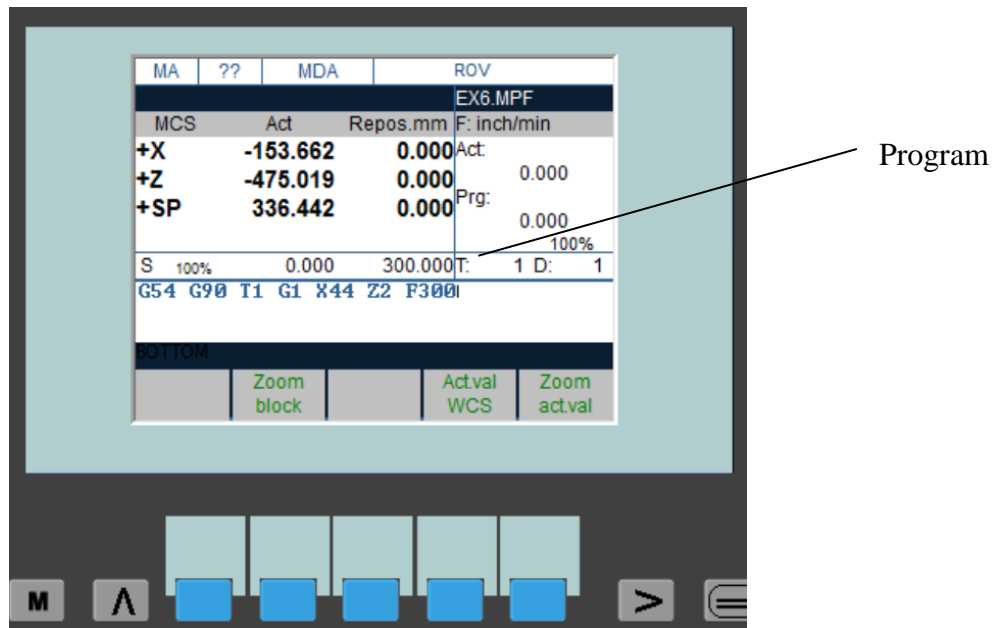 MA ?? MDA ROV
EX6.MPF
MCS Act Repos.mm F: inch/min
+X -153.662 0.000 Act:
0.000
+Z -475.019 0.000
Prg:
+SP 336.442 0.000
0.000
100%
S 100% 0.000 300.000 T: 1 D: 1
G54 G90 T1 G1 X44 Z2 F300
BOTTOM
Zoom block
Act.val WCS
Zoom act.val
Program
M Λ >